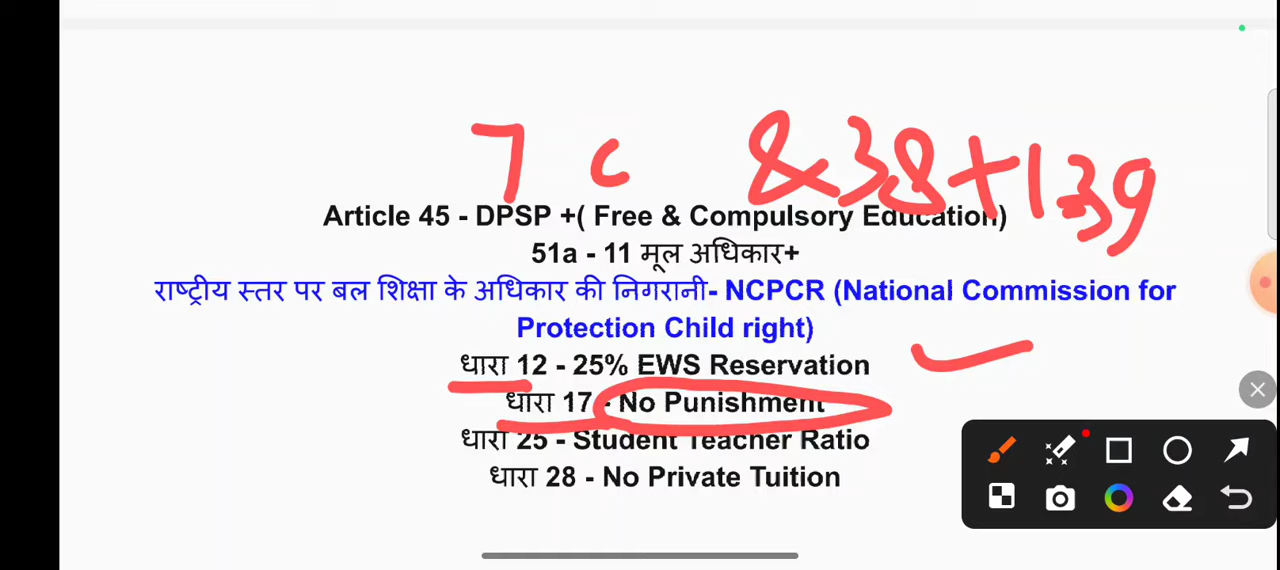 7 c &38+139
Article 45 - DPSP +( Free & Compulsory Education)
51a - 11 मूल अधिकार+
राष्ट्रीय स्तर पर बल शिक्षा के अधिकार की निगरानी- NCPCR (National Commission for
Protection Child right)
धारा 12 - 25% EWS Reservation
धारा 17 - No Punishment
धारा 25 - Student Teacher Ratio
धारा 28 - No Private Tuition